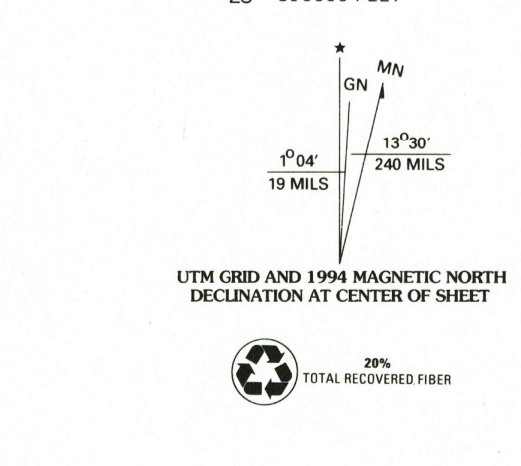 ★
MN
GN
1°04′
19 MILS
13°30′
240 MILS
UTM GRID AND 1994 MAGNETIC NORTH
DECLINATION AT CENTER OF SHEET
20%
TOTAL RECOVERED FIBER